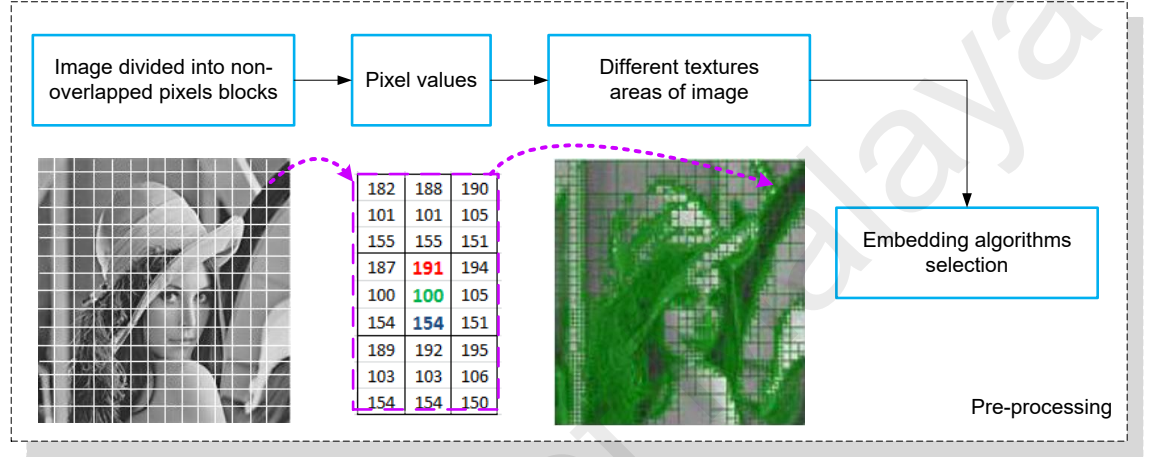 Image divided into non-
overlapped pixels blocks
Pixel values
Different textures
areas of image
182 188 190
101 101 105
155 155 151
187 191 194
100 100 105
154 154 151
189 192 195
103 103 106
154 154 150
Embedding algorithms
selection
Pre-processing
alaya